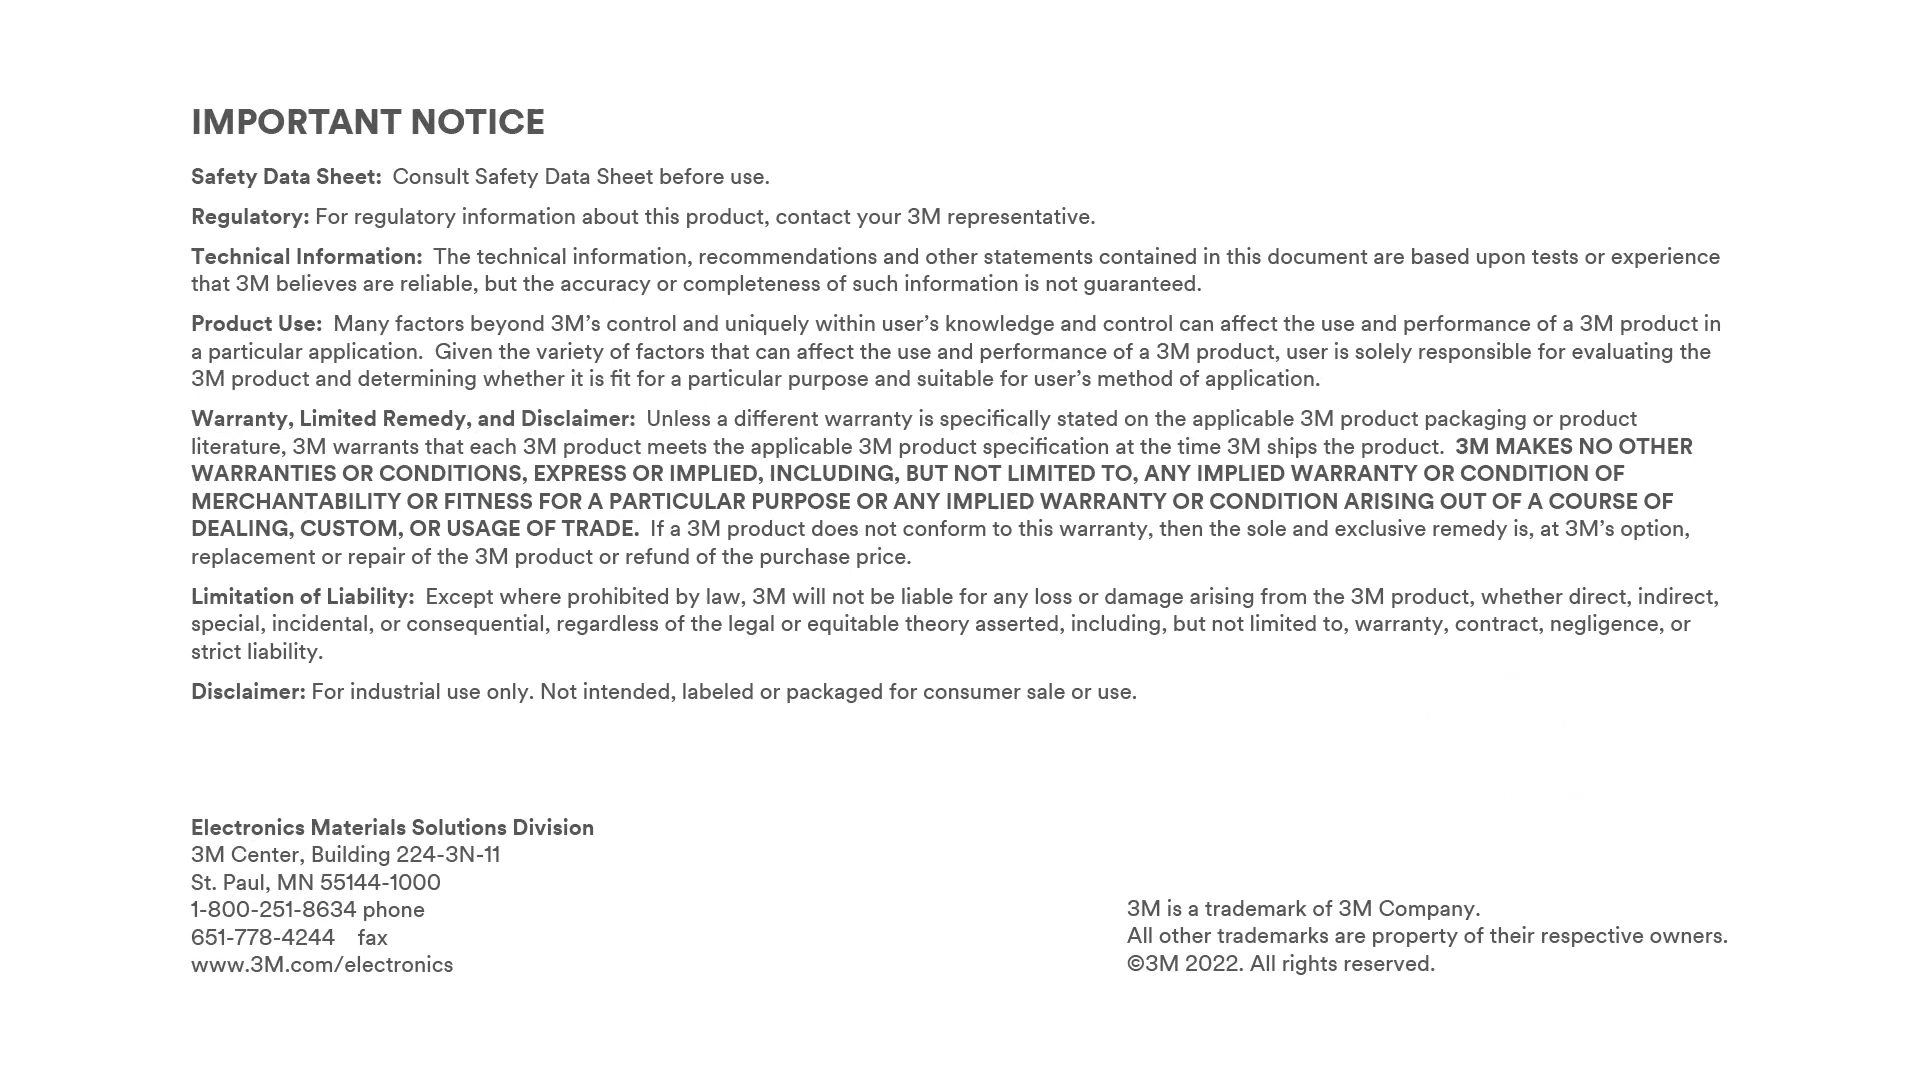 IMPORTANT NOTICE
Safety Data Sheet:  Consult Safety Data Sheet before use.
Regulatory: For regulatory information about this product, contact your 3M representative.
Technical Information:  The technical information, recommendations and other statements contained in this document are based upon tests or experience
that 3M believes are reliable, but the accuracy or completeness of such information is not guaranteed.
Product Use:  Many factors beyond 3M’s control and uniquely within user’s knowledge and control can affect the use and performance of a 3M product in
a particular application.  Given the variety of factors that can affect the use and performance of a 3M product, user is solely responsible for evaluating the
3M product and determining whether it is fit for a particular purpose and suitable for user’s method of application.
Warranty, Limited Remedy, and Disclaimer:  Unless a different warranty is specifically stated on the applicable 3M product packaging or product
literature, 3M warrants that each 3M product meets the applicable 3M product specification at the time 3M ships the product.  3M MAKES NO OTHER
WARRANTIES OR CONDITIONS, EXPRESS OR IMPLIED, INCLUDING, BUT NOT LIMITED TO, ANY IMPLIED WARRANTY OR CONDITION OF
MERCHANTABILITY OR FITNESS FOR A PARTICULAR PURPOSE OR ANY IMPLIED WARRANTY OR CONDITION ARISING OUT OF A COURSE OF
DEALING, CUSTOM, OR USAGE OF TRADE.  If a 3M product does not conform to this warranty, then the sole and exclusive remedy is, at 3M’s option,
replacement or repair of the 3M product or refund of the purchase price.
Limitation of Liability:  Except where prohibited by law, 3M will not be liable for any loss or damage arising from the 3M product, whether direct, indirect,
special, incidental, or consequential, regardless of the legal or equitable theory asserted, including, but not limited to, warranty, contract, negligence, or
strict liability.
Disclaimer: For industrial use only. Not intended, labeled or packaged for consumer sale or use.
Electronics Materials Solutions Division
3M Center, Building 224-3N-11
St. Paul, MN 55144-1000
1-800-251-8634 phone
651-778-4244    fax
www.3M.com/electronics
3M is a trademark of 3M Company.
All other trademarks are property of their respective owners.
©3M 2022. All rights reserved.